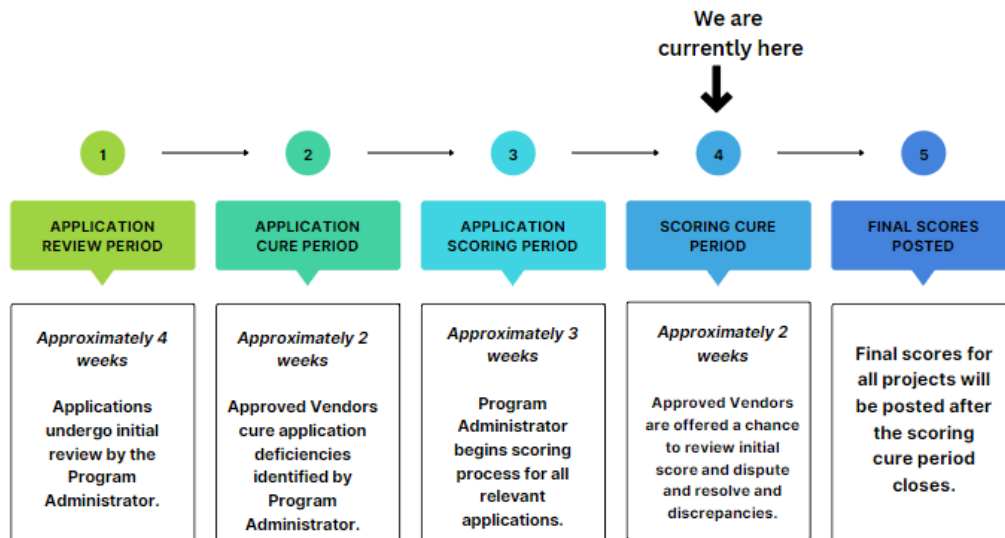 We are
currently here
1
2
3
4
5
APPLICATION
REVIEW PERIOD
APPLICATION
CURE PERIOD
APPLICATION
SCORING PERIOD
SCORING CURE
PERIOD
FINAL SCORES
POSTED
Approximately 4
weeks
Applications
undergo initial
review by the
Program
Administrator.
Approximately 2
weeks
Approved Vendors
cure application
deficiencies
identified by
Program
Administrator.
Approximately 3
weeks
Program
Administrator
begins scoring
process for all
relevant
applications.
Approximately 2
weeks
Approved Vendors
are offered a chance
to review initial
score and dispute
and resolve and
discrepancies.
Final scores for
all projects will
be posted after
the scoring
cure period
closes.